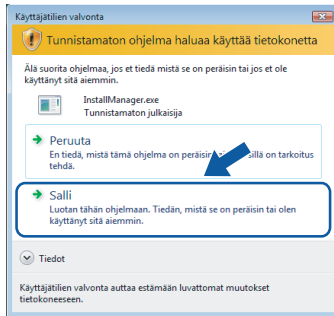 Käyttäjätilien valvonta
Tunnistamaton ohjelma haluaa käyttää tietokonetta
Älä suorita ohjelmaa, jos et tiedä mistä se on peräisin tai jos et ole
käyttänyt sitä aiemmin.
InstallManager.exe
Tunnistamaton julkaisija
Peruuta
En tiedä, mistä tämä ohjelma on peräisin sillä on tarkoitus
tehdä.
Salli
Luotan tähän ohjelmaan. Tiedän, mistä se on peräisin tai olen
käyttänyt sitä aiemmin.
Tiedot
Käyttäjätilien valvonta auttaa estämään luvattomat muutokset
tietokoneeseen.